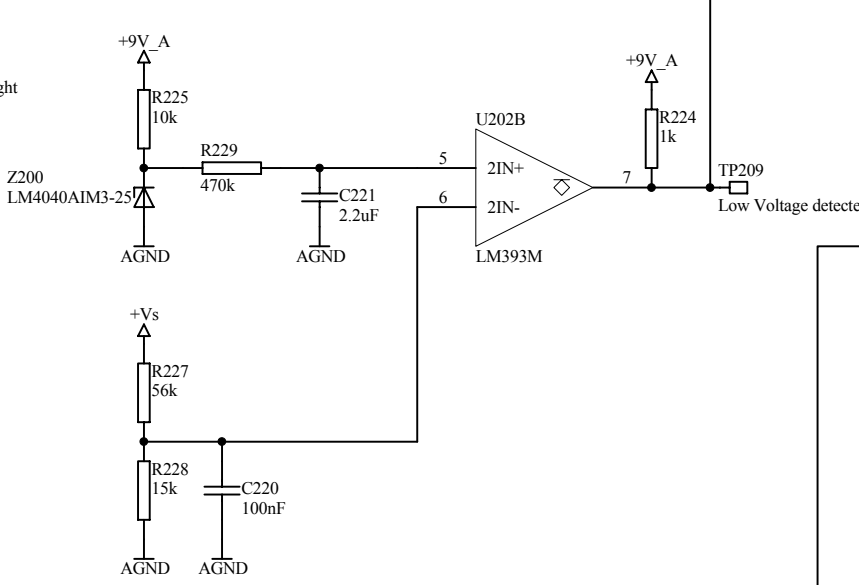 +9V_A
ght
R225
10k
+9V_A
R224
1k
U202B
R229
470k
Z200
LM4040AIM3-25
C221
2.2uF
5
2IN+
6
2IN-
7
TP209
Low Voltage detecte
AGND
AGND
LM393M
+Vs
R227
56k
R228
15k
C220
100nF
AGND
AGND